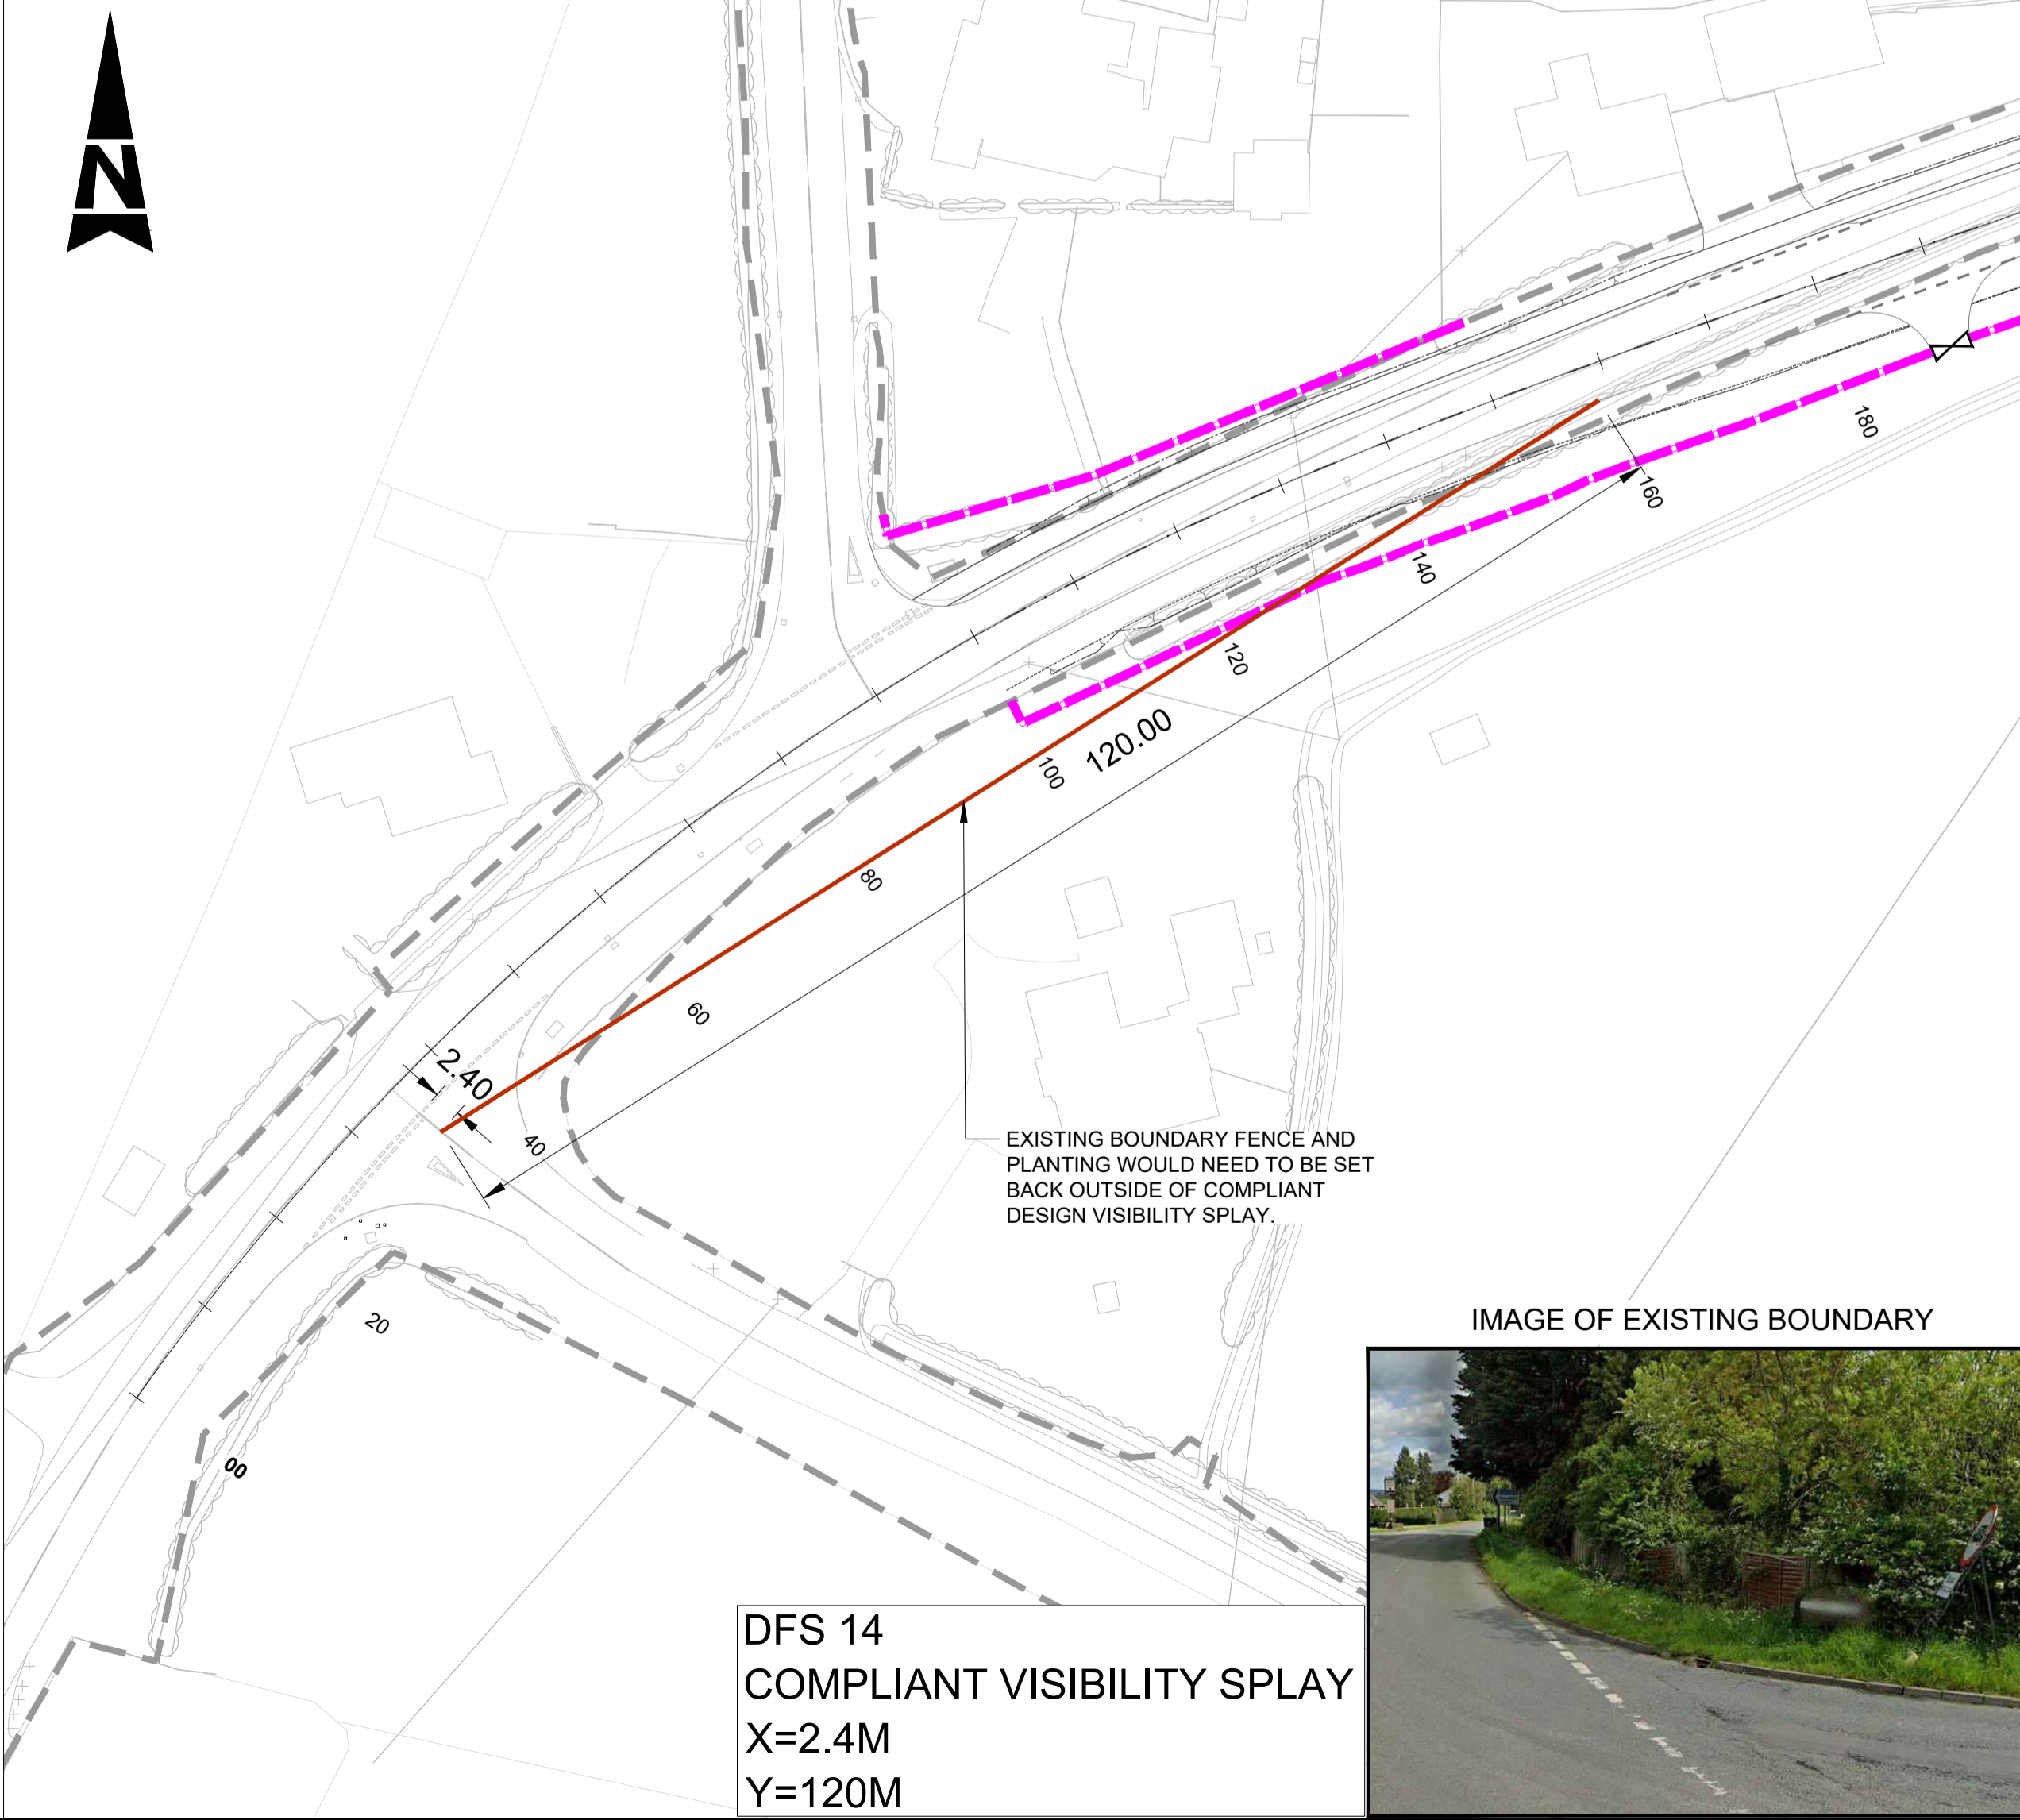 N
180
160
140
120
120.00
100
80
60
2.40
40
EXISTING BOUNDARY FENCE AND
PLANTING WOULD NEED TO BE SET
BACK OUTSIDE OF COMPLIANT
DESIGN VISIBILITY SPLAY.
20
IMAGE OF EXISTING BOUNDARY
00
DFS 14
COMPLIANT VISIBILITY SPLAY
X=2.4M
Y=120M